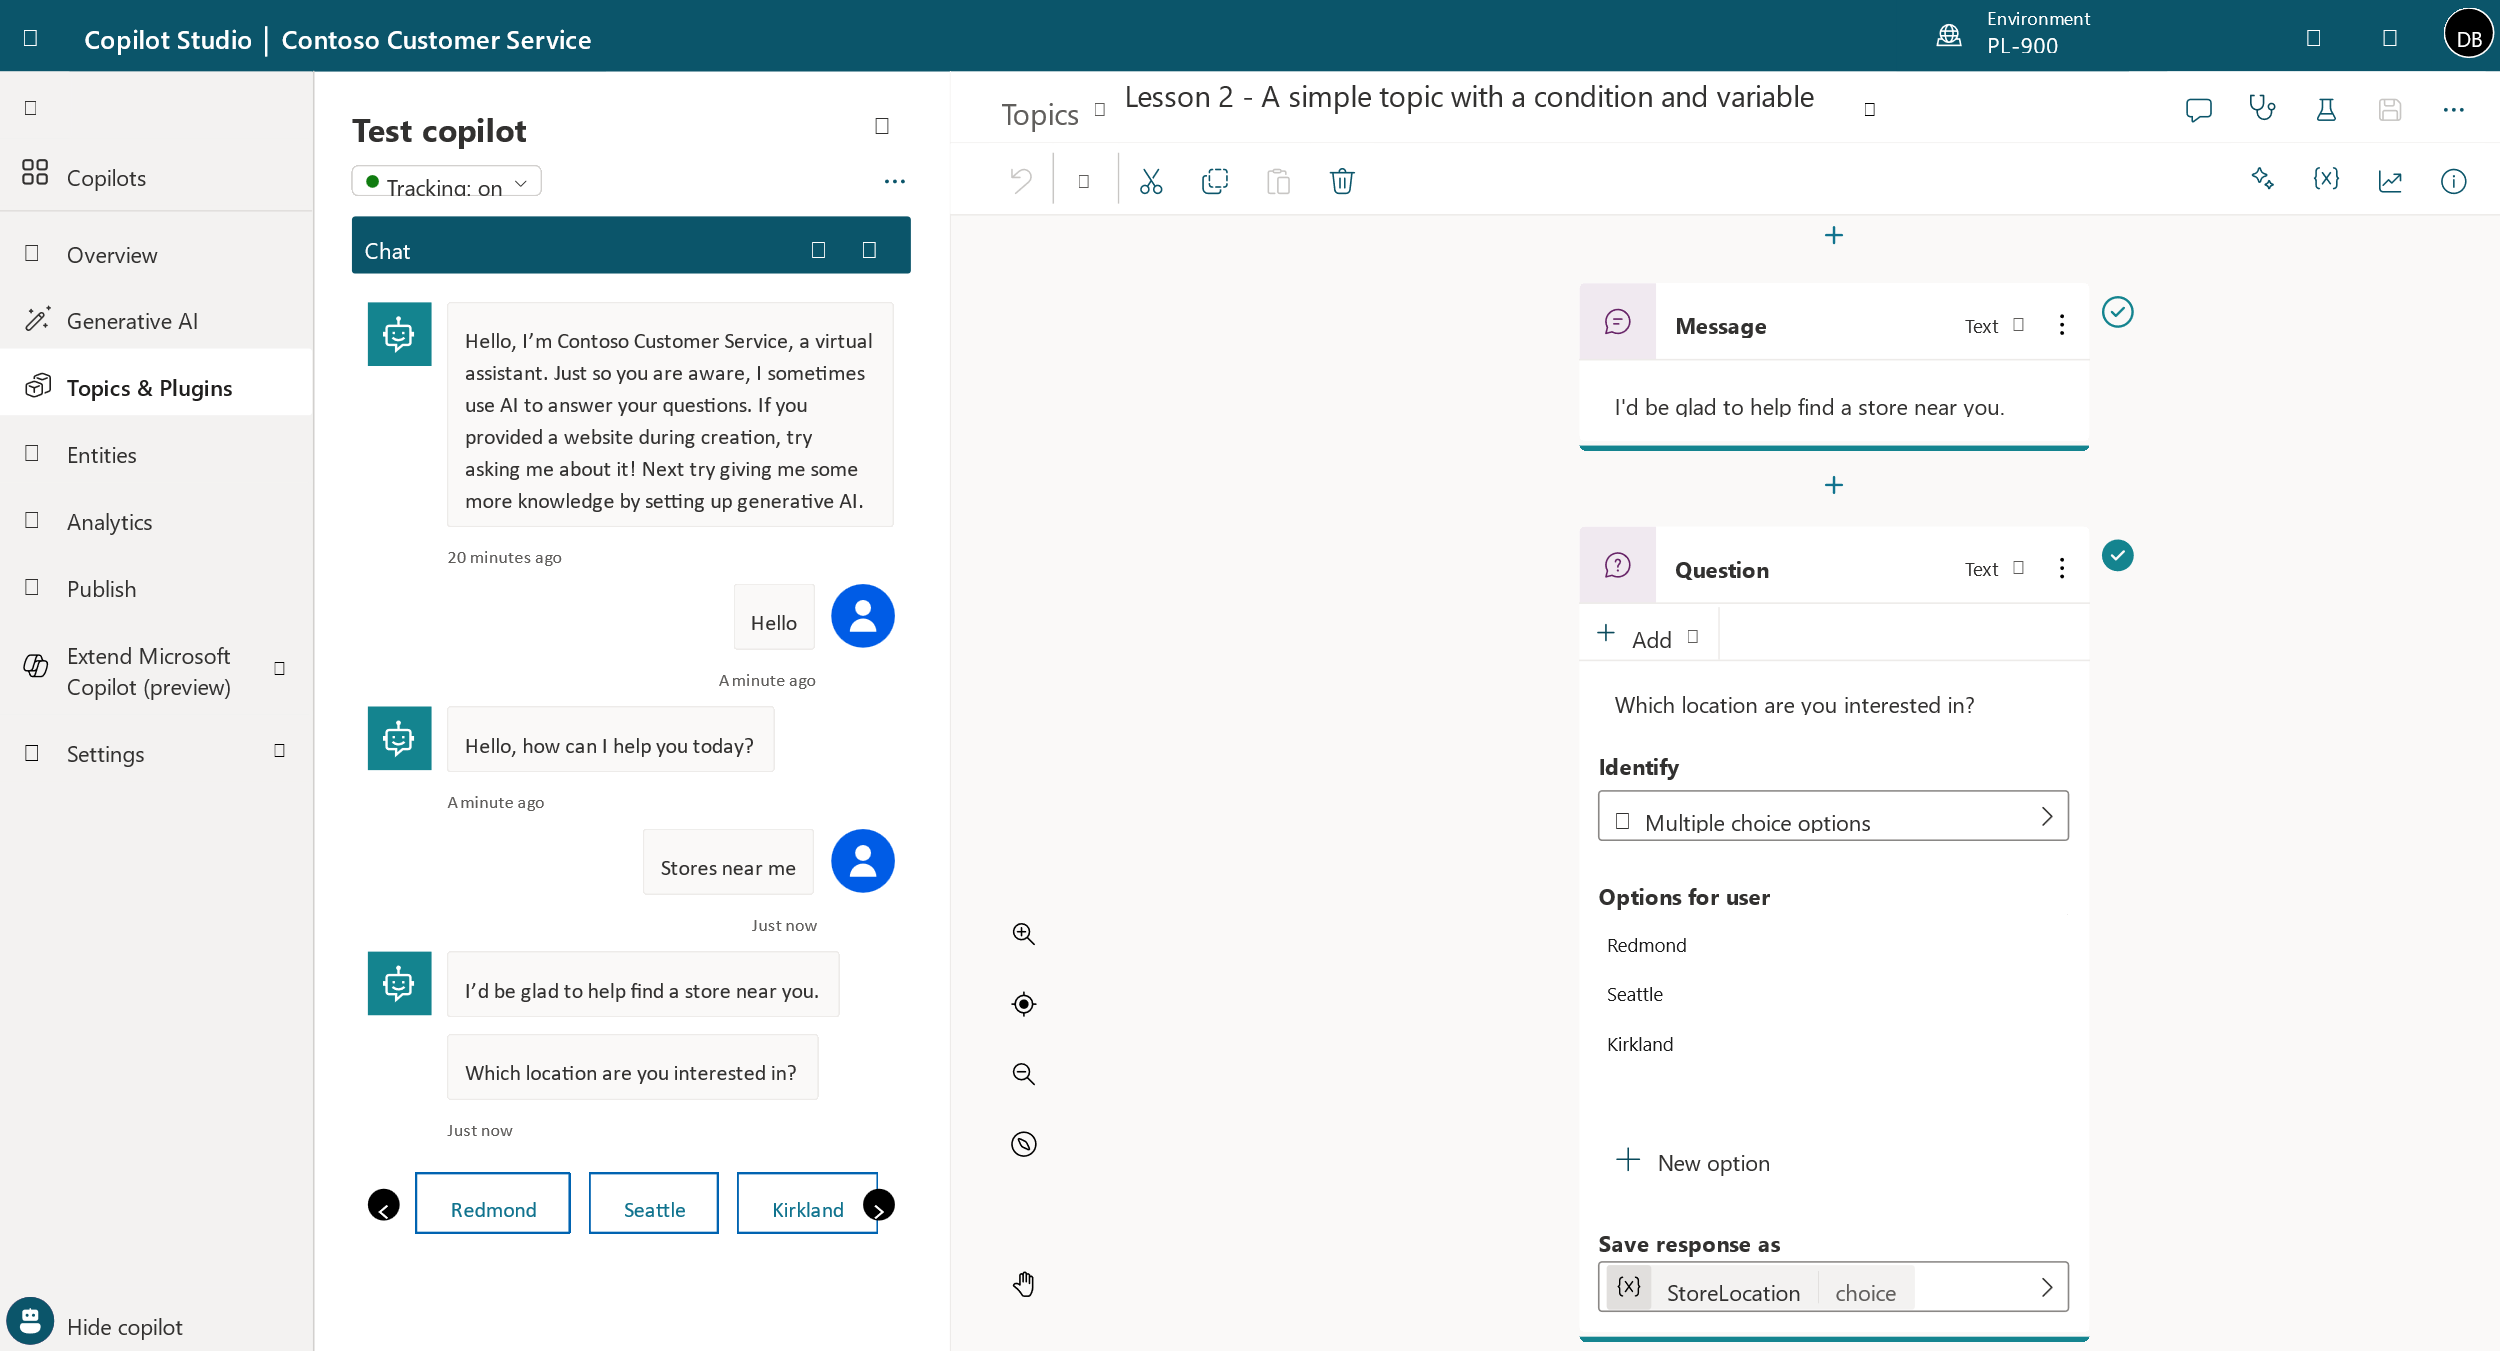 Copilot Studio | Contoso Customer Service
Environment
PL-900
DB
Copilots
Overview
Generative AI
Topics & Plugins
Entities
Analytics
Publish
Extend Microsoft
Copilot (preview)
Settings
Hide copilot
Test copilot
Tracking: on
Chat
Hello, I’m Contoso Customer Service, a virtual
assistant. Just so you are aware, I sometimes
use AI to answer your questions. If you
provided a website during creation, try
asking me about it! Next try giving me some
more knowledge by setting up generative AI.
20 minutes ago
Hello
A minute ago
Hello, how can I help you today?
A minute ago
Stores near me
Just now
I’d be glad to help find a store near you.
Which location are you interested in?
Just now
Redmond
Seattle
Kirkland
Topics
Lesson 2 - A simple topic with a condition and variable
Message
Text
I'd be glad to help find a store near you.
Question
Text
Add
Which location are you interested in?
Identify
Multiple choice options
Options for user
Redmond
Seattle
Kirkland
New option
Save response as
{x} StoreLocation choice